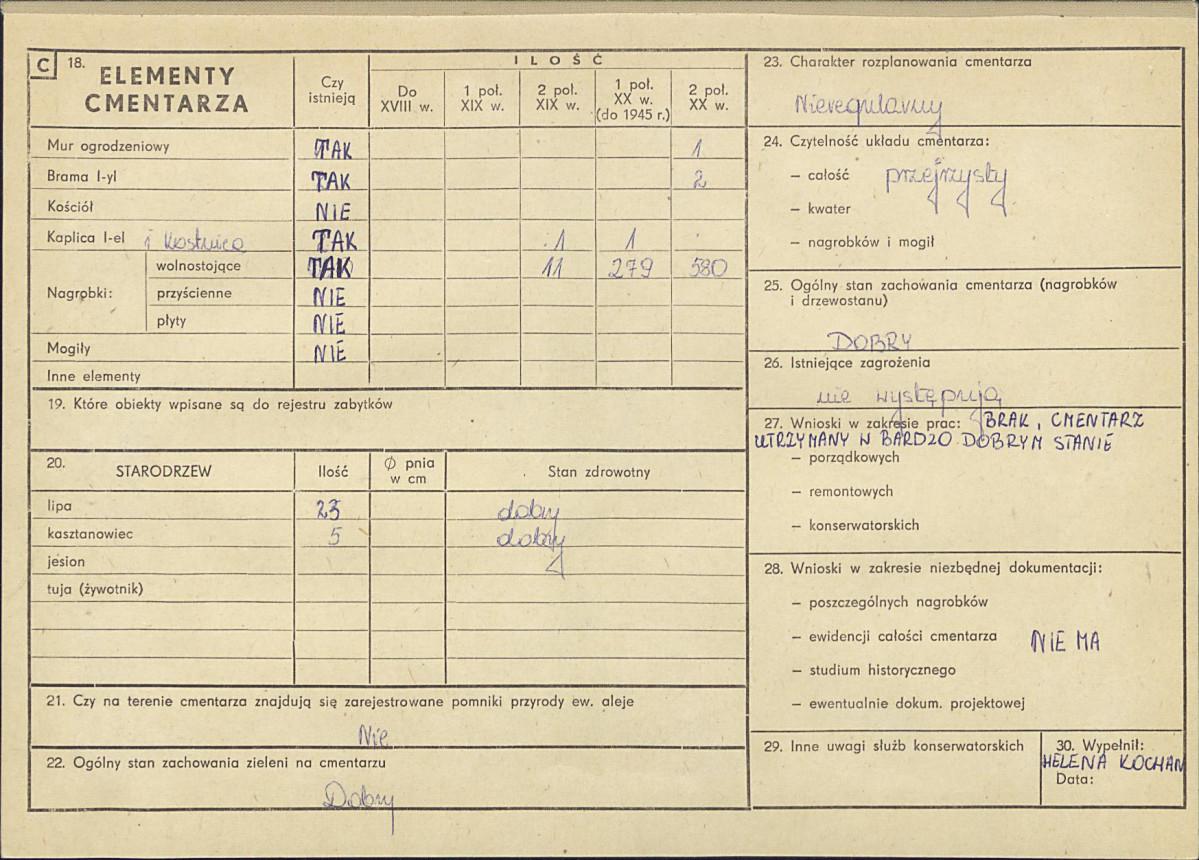 C 18. ELEMENTY CMENTARZA
Czy istnieją
ILOŚĆ
Do XVIII w.
1 poł. XIX w.
2 poł. XIX w.
1 poł. XX w. (do 1945 r.)
2 poł. XX w.
Mur ogrodzeniowy TAK 1
Brama I-yl TAK 2
Kościół NIE
Kaplica I-el i kostnica TAK 1 1
Nagrobki:
wolnostojące TAK 11 279 580
przyścienne NIE
płyty NIE
Mogiły NIE
Inne elementy
19. Które obiekty wpisane są do rejestru zabytków
20. STARODRZEW Ilość Ø pnia w cm Stan zdrowotny
lipa 23 dobry
kasztanowiec 5 dobry
jesion
tuja (żywotnik)
21. Czy na terenie cmentarza znajdują się zarejestrowane pomniki przyrody ew. aleje
Nie
22. Ogólny stan zachowania zieleni na cmentarzu
Dobry
23. Charakter rozplanowania cmentarza
Nieregularny
24. Czytelność układu cmentarza:
– całość przejrzysty
– kwater
– nagrobków i mogił
25. Ogólny stan zachowania cmentarza (nagrobków
i drzewostanu)
DOBRY
26. Istniejące zagrożenia
nie występują
27. Wnioski w zakresie prac: BRAK, CMENTARZ
UTRZYMANY W BARDZO DOBRYM STANIE
– porządkowych
– remontowych
– konserwatorskich
28. Wnioski w zakresie niezbędnej dokumentacji:
– poszczególnych nagrobków
– ewidencji całości cmentarza NIE MA
– studium historycznego
– ewentualnie dokum. projektowej
29. Inne uwagi służb konserwatorskich
30. Wypełnił:
HELENA KOCHAN
Data: